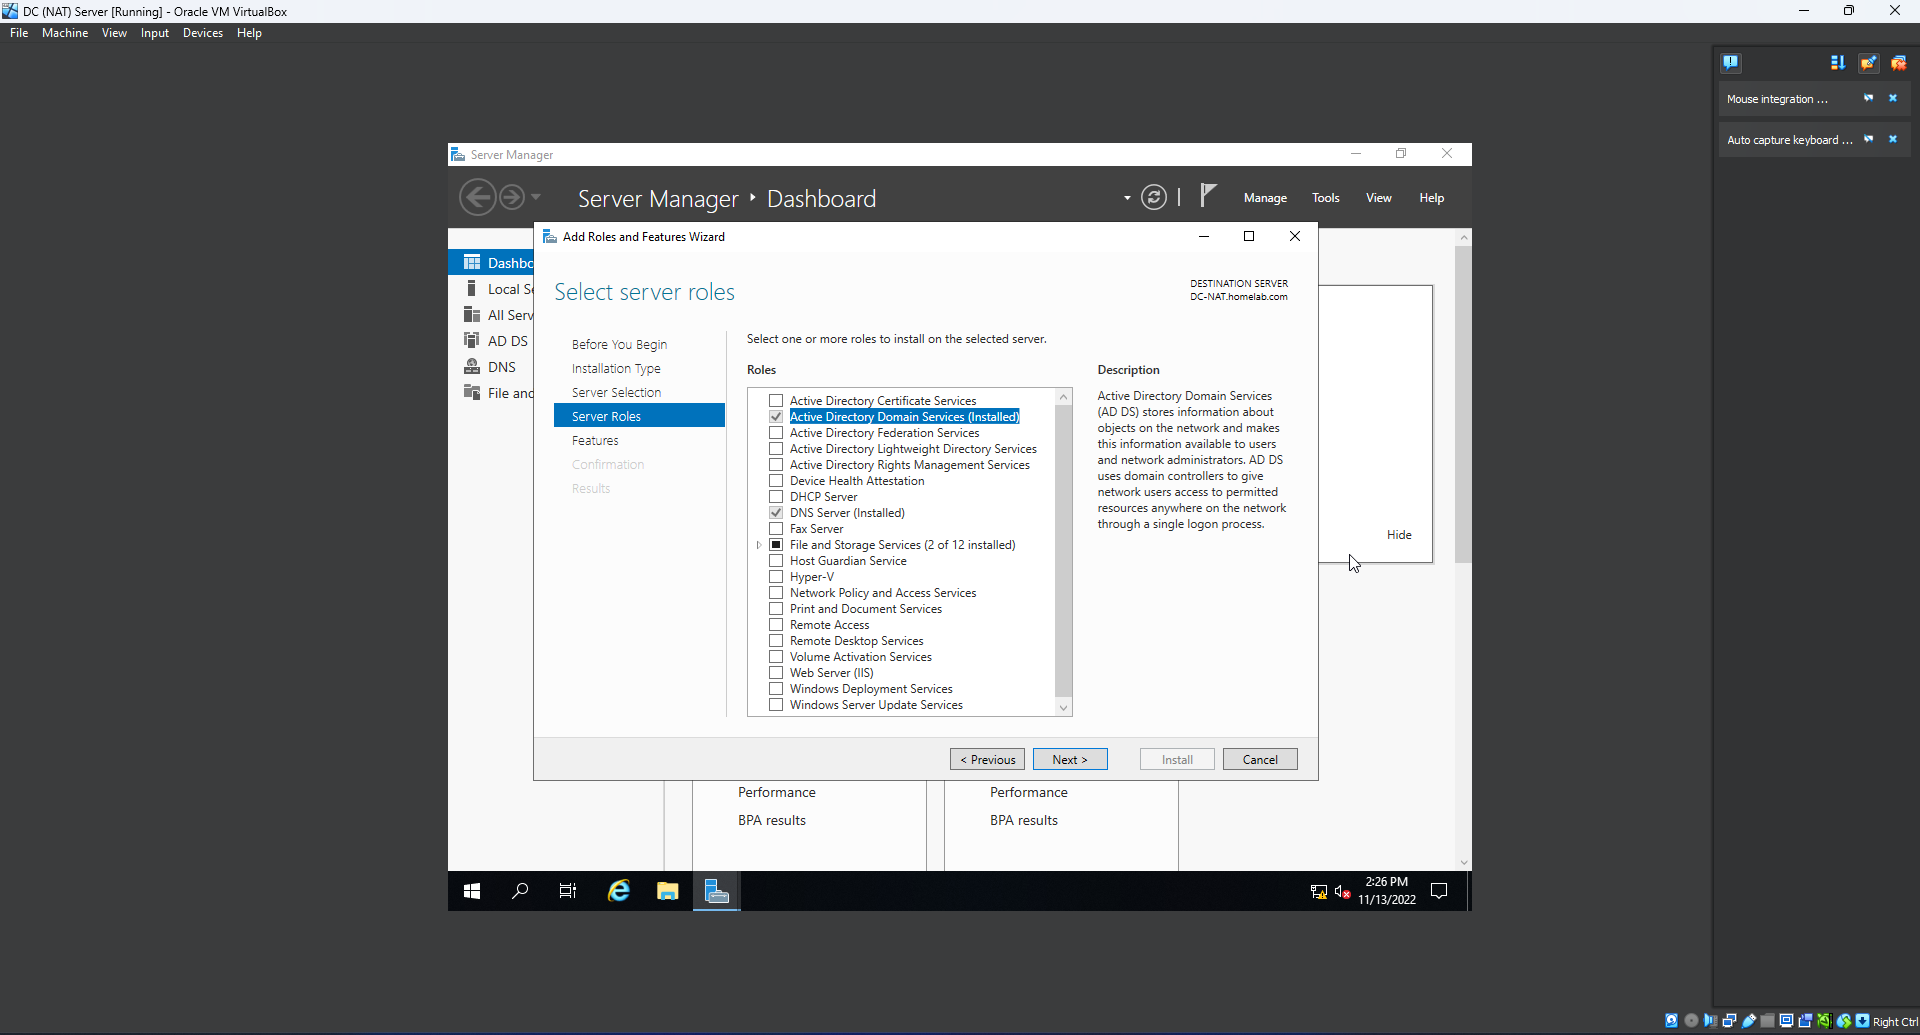 DC (NAT) Server [Running] - Oracle VM VirtualBox
File Machine View Input Devices Help
Mouse integration ...
Auto capture keyboard ...
Server Manager
Server Manager Dashboard
Manage Tools View Help
Dashbo
Local Se
All Serv
AD DS
DNS
File and
Add Roles and Features Wizard
Select server roles
DESTINATION SERVER
DC-NAT.homelab.com
Before You Begin
Installation Type
Server Selection
Server Roles
Features
Confirmation
Results
Select one or more roles to install on the selected server.
Roles
Active Directory Certificate Services
Active Directory Domain Services (Installed)
Active Directory Federation Services
Active Directory Lightweight Directory Services
Active Directory Rights Management Services
Device Health Attestation
DHCP Server
DNS Server (Installed)
Fax Server
File and Storage Services (2 of 12 installed)
Host Guardian Service
Hyper-V
Network Policy and Access Services
Print and Document Services
Remote Access
Remote Desktop Services
Volume Activation Services
Web Server (IIS)
Windows Deployment Services
Windows Server Update Services
Description
Active Directory Domain Services
(AD DS) stores information about
objects on the network and makes
this information available to users
and network administrators. AD DS
uses domain controllers to give
network users access to permitted
resources anywhere on the network
through a single logon process.
Hide
< Previous Next > Install Cancel
Performance
BPA results
Performance
BPA results
2:26 PM
11/13/2022
Right Ctrl